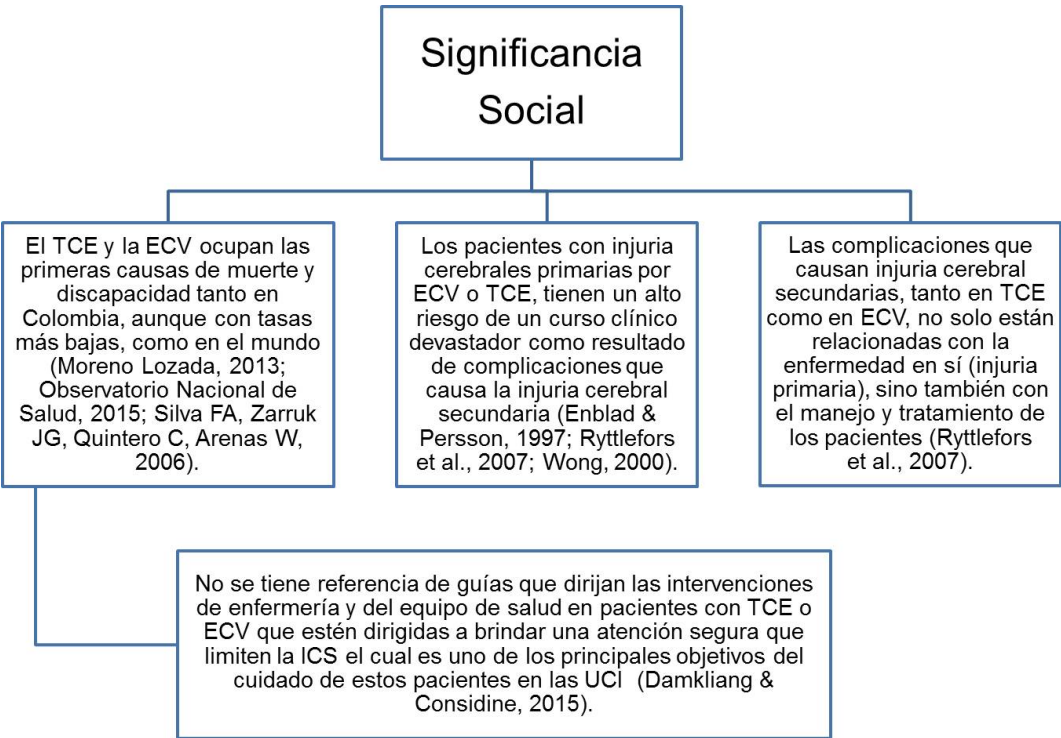 Significancia
Social
El TCE y la ECV ocupan las
primeras causas de muerte y
discapacidad tanto en
Colombia, aunque con tasas
más bajas, como en el mundo
(Moreno Lozada, 2013;
Observatorio Nacional de
Salud, 2015; Silva FA, Zarruk
JG, Quintero C, Arenas W,
2006).
Los pacientes con injuria
cerebrales primarias por
ECV o TCE, tienen un alto
riesgo de un curso clínico
devastador como resultado
de complicaciones que
causa la injuria cerebral
secundaria (Enblad &
Persson, 1997; Ryttlefors
et al., 2007; Wong, 2000).
Las complicaciones que
causan injuria cerebral
secundarias, tanto en TCE
como en ECV, no solo están
relacionadas con la
enfermedad en sí (injuria
primaria), sino también con
el manejo y tratamiento de
los pacientes (Ryttlefors
et al., 2007).
No se tiene referencia de guías que dirijan las intervenciones
de enfermería y del equipo de salud en pacientes con TCE o
ECV que estén dirigidas a brindar una atención segura que
limiten la ICS el cual es uno de los principales objetivos del
cuidado de estos pacientes en las UCI (Damkliang &
Considine, 2015).